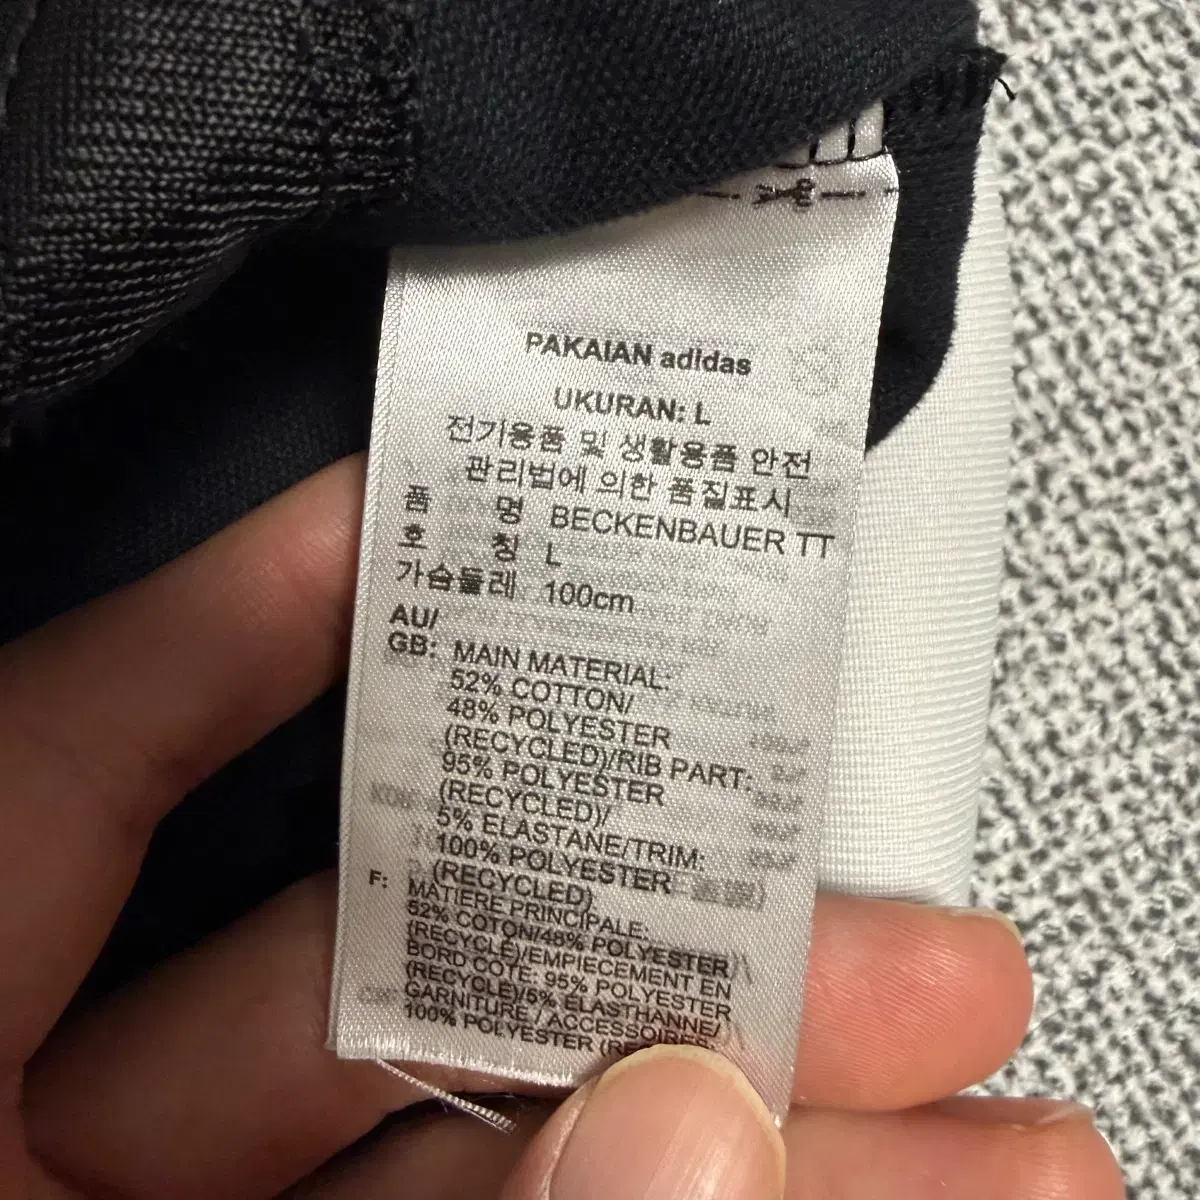 PAKAIAN adidas
UKURAN: L
전기용품 및 생활용품 안전
관리법에 의한 품질표시
품 명 BECKENBAUER TT
호 칭 L
가슴둘레 100cm
AU/
GB: MAIN MATERIAL:
52% COTTON/
48% POLYESTER
(RECYCLED)/RIB PART:
95% POLYESTER
(RECYCLED)/
5% ELASTANE/TRIM:
100% POLYESTER
(RECYCLED)
F: MATIERE PRINCIPALE:
52% COTON/48% POLYESTER
(RECYCLE)/EMPIECEMENT EN
BORD COTE: 95% POLYESTER
(RECYCLE)/5% ELASTHANNE/
GARNITURE / ACCESSOIRES:
100% POLYESTER